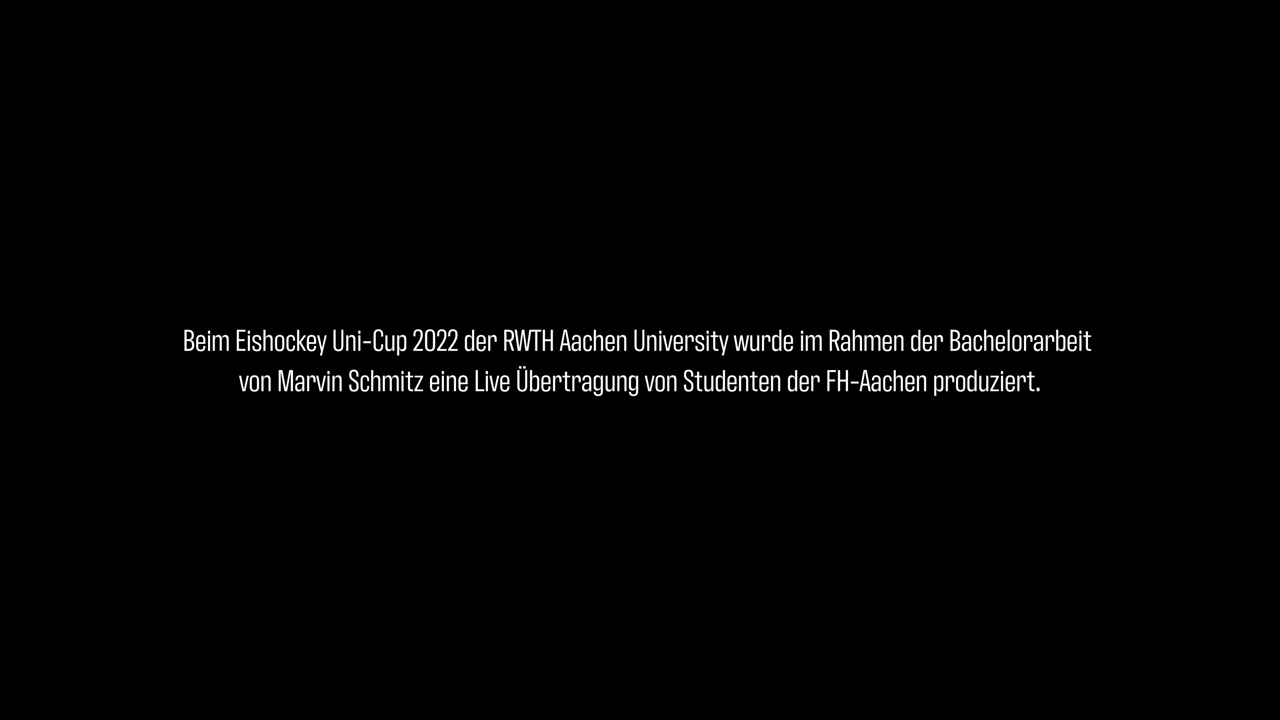 Beim Eishockey Uni-Cup 2022 der RWTH Aachen University wurde im Rahmen der Bachelorarbeit
von Marvin Schmitz eine Live Übertragung von Studenten der FH-Aachen produziert.